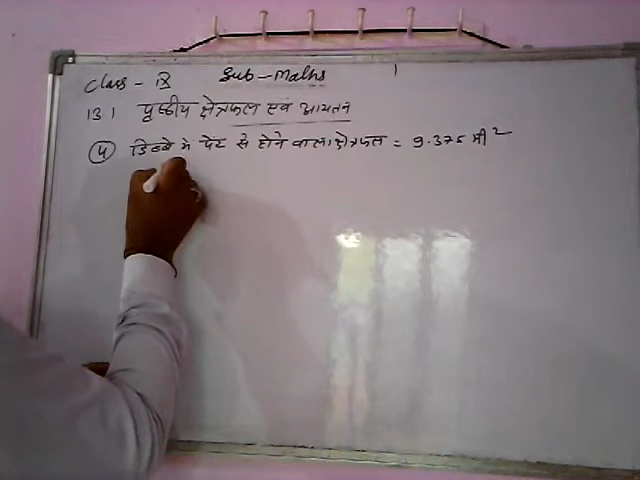 Class - IX Sub - Maths
13.1 पृष्ठीय क्षेत्रफल एवं आयतन
(4) डिब्बे में पेंट से होने वाला क्षेत्रफल = 9.375 मी²